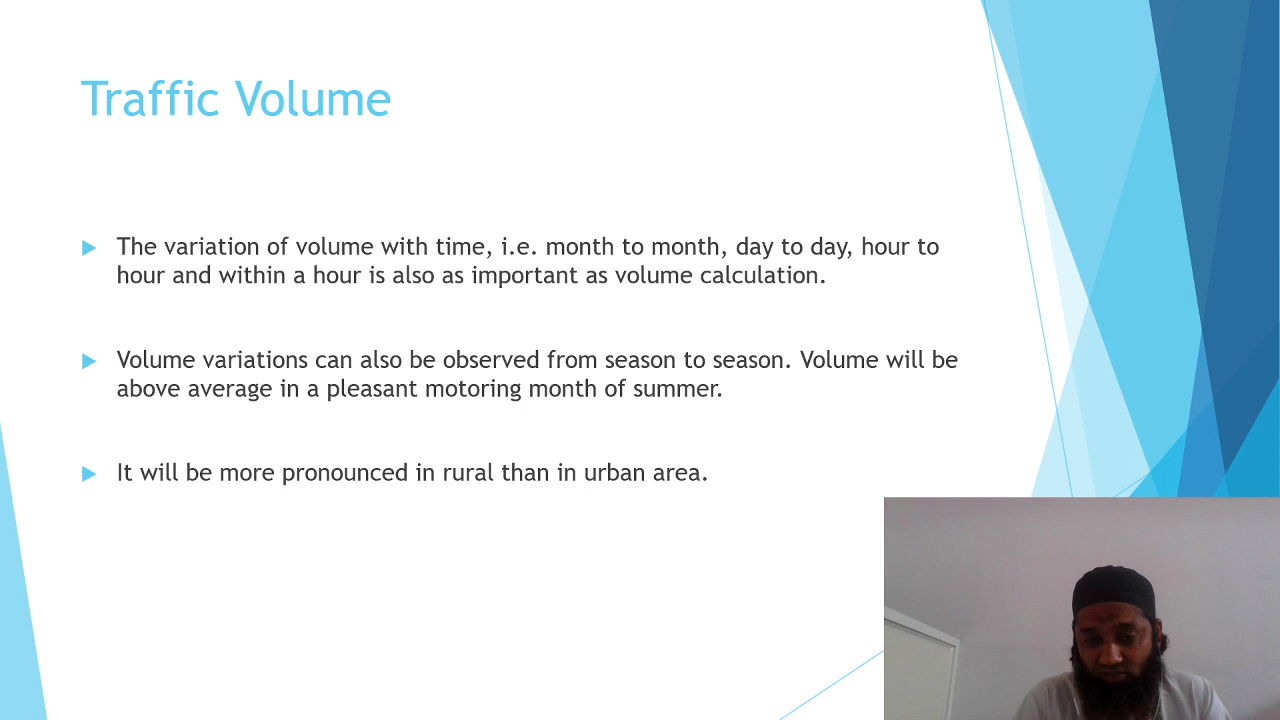 Traffic Volume
The variation of volume with time, i.e. month to month, day to day, hour to
hour and within a hour is also as important as volume calculation.
Volume variations can also be observed from season to season. Volume will be
above average in a pleasant motoring month of summer.
It will be more pronounced in rural than in urban area.